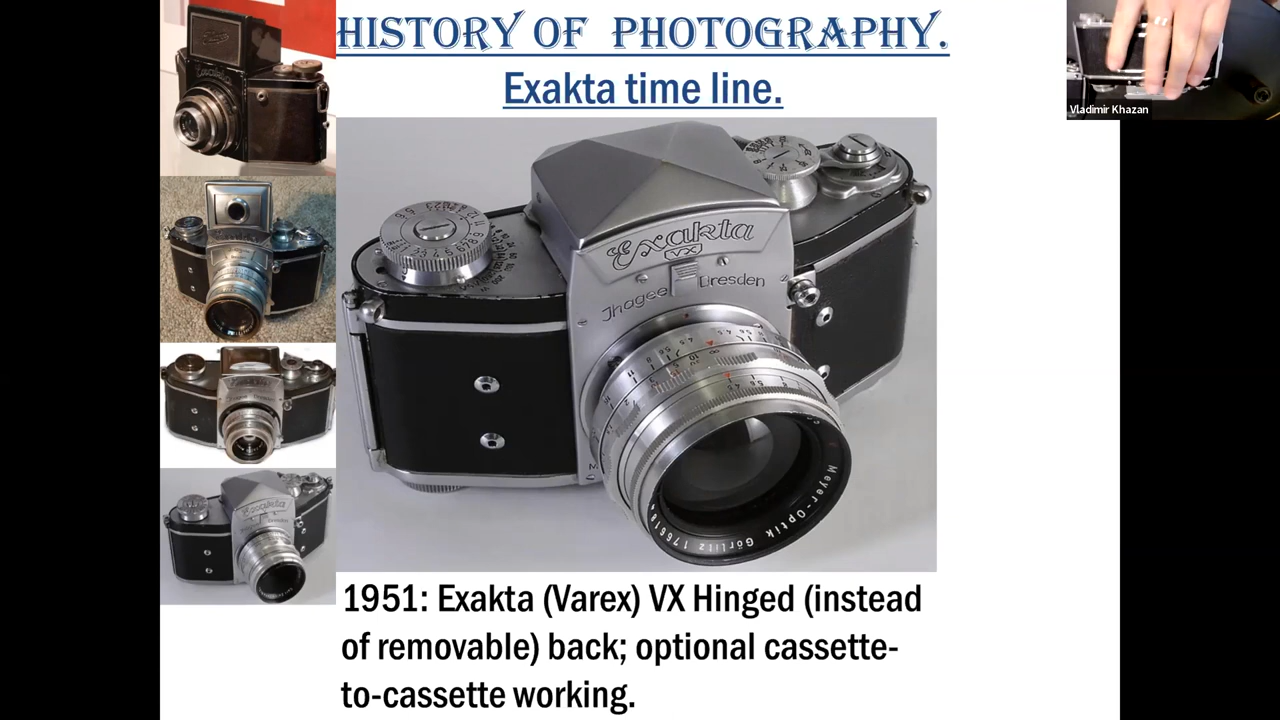 HISTORY OF PHOTOGRAPHY.
Exakta time line.
Vladimir Khazan
Exakta
VX
Jhagee Dresden
Meyer-Optik Görlitz
1951: Exakta (Varex) VX Hinged (instead
of removable) back; optional cassette-
to-cassette working.